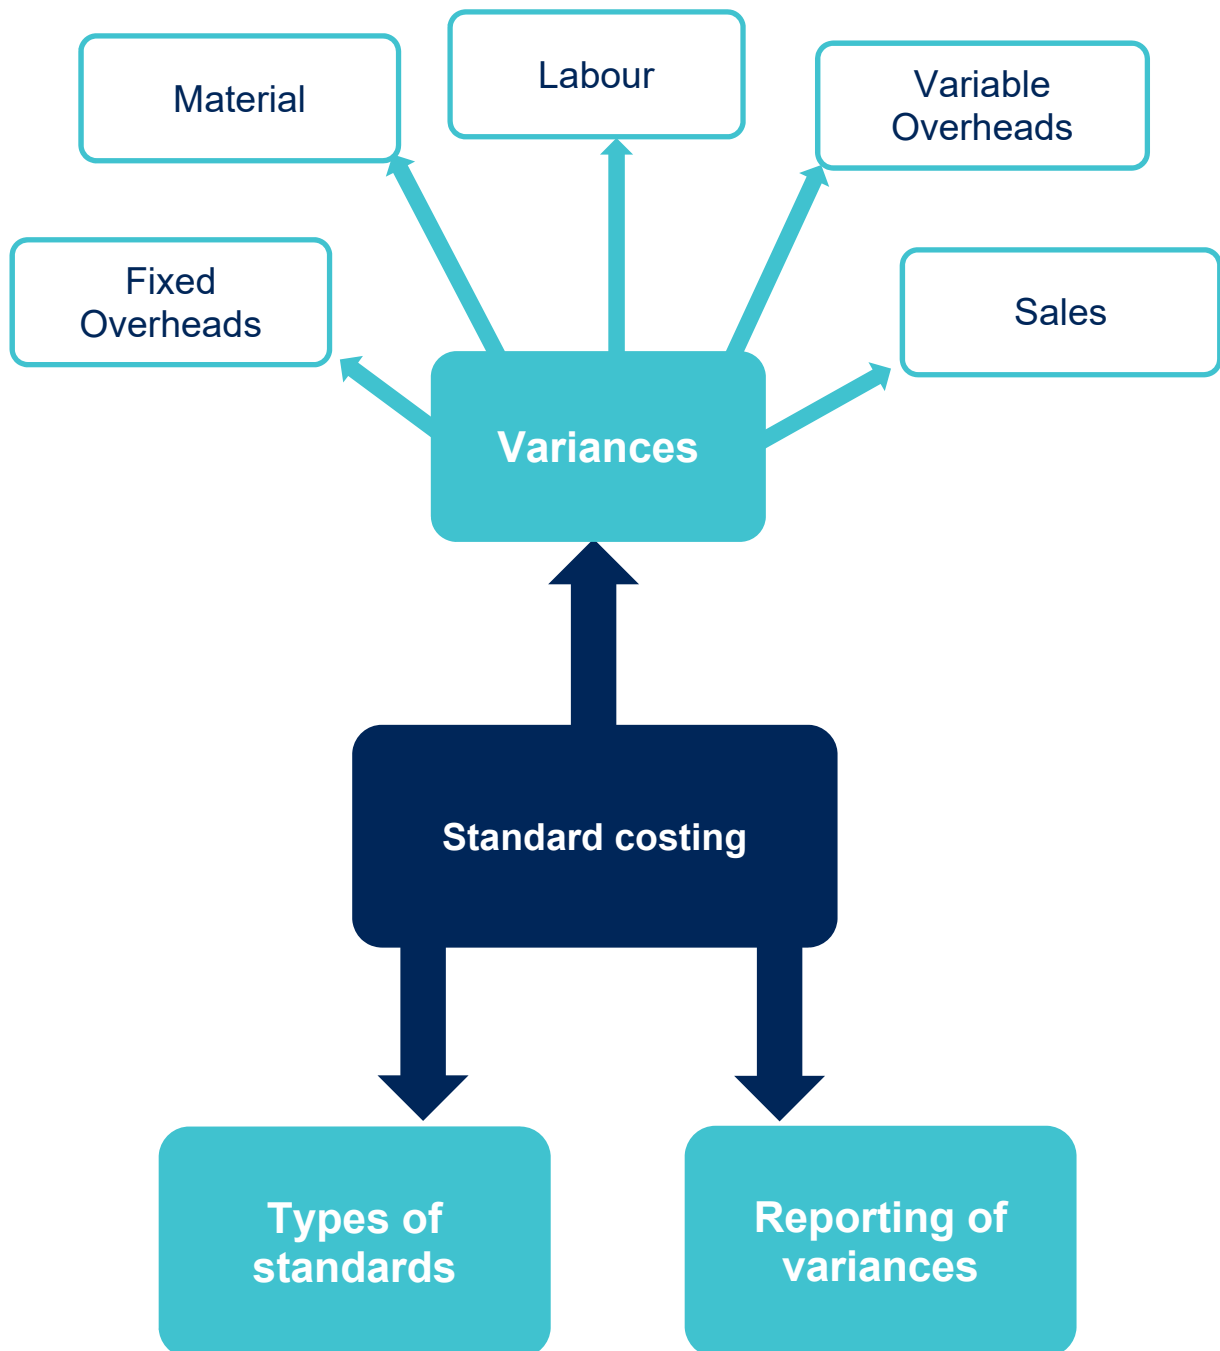 Labour
Material
Variable
Overheads
Fixed
Overheads
Sales
Variances
Standard costing
Types of
standards
Reporting of
variances